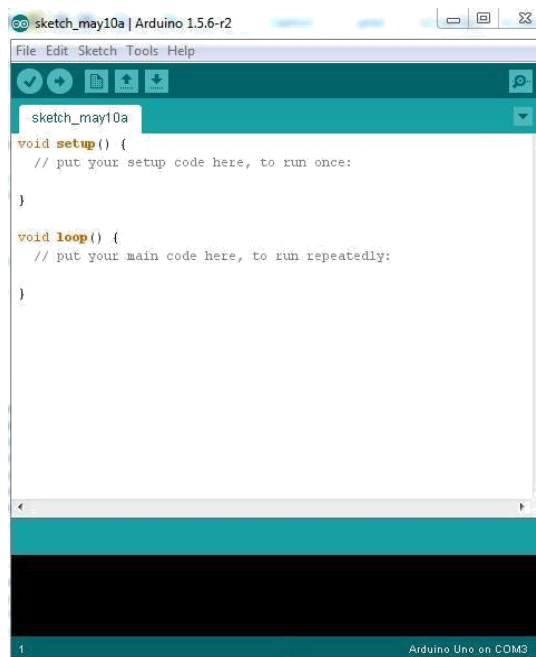 sketch_may10a | Arduino 1.5.6-r2
File Edit Sketch Tools Help
sketch_may10a
void setup() {
  // put your setup code here, to run once:

}

void loop() {
  // put your main code here, to run repeatedly:

}
1
Arduino Uno on COM3